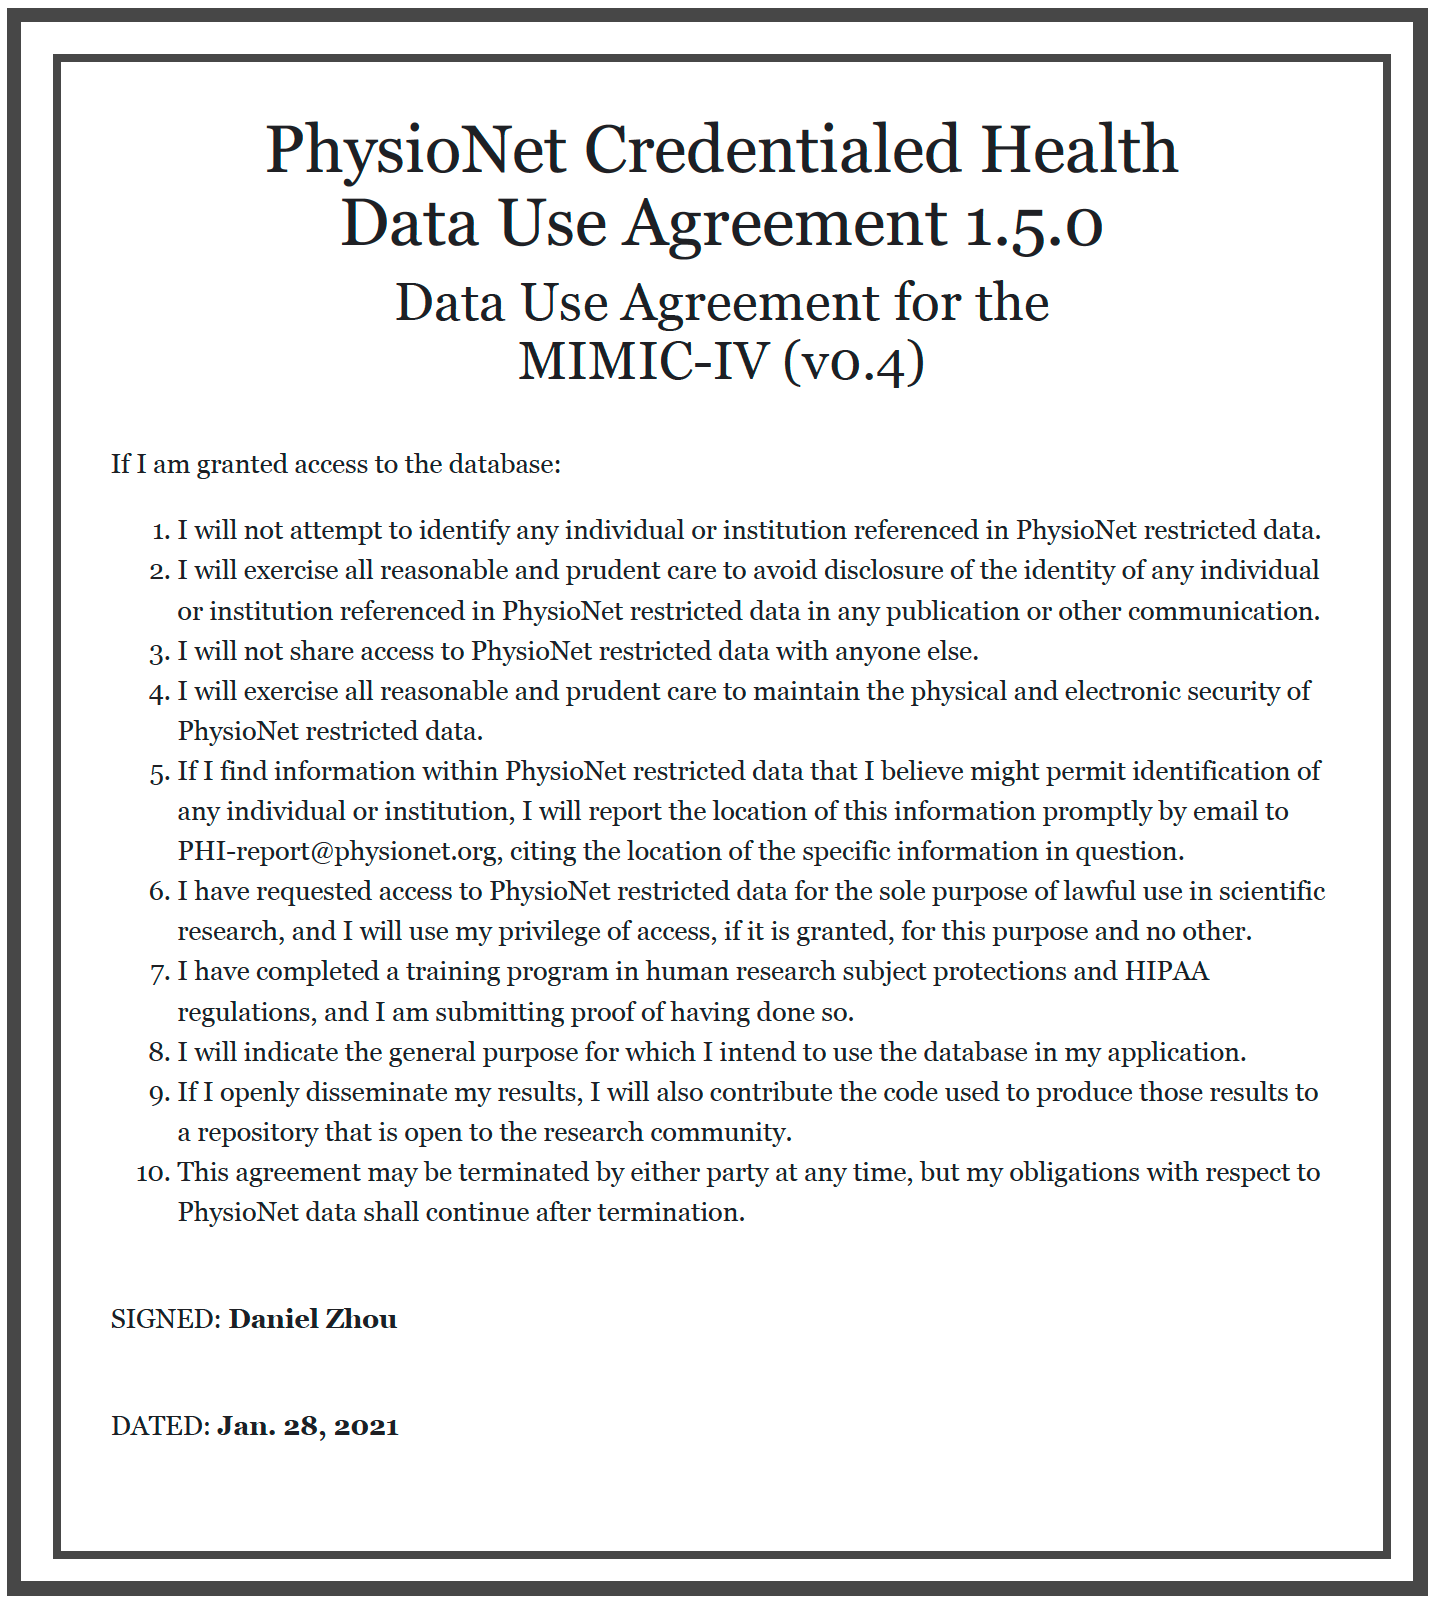 PhysioNet Credentialed Health
Data Use Agreement 1.5.0
Data Use Agreement for the
MIMIC-IV (v0.4)
If I am granted access to the database:
1. I will not attempt to identify any individual or institution referenced in PhysioNet restricted data.
2. I will exercise all reasonable and prudent care to avoid disclosure of the identity of any individual
or institution referenced in PhysioNet restricted data in any publication or other communication.
3. I will not share access to PhysioNet restricted data with anyone else.
4. I will exercise all reasonable and prudent care to maintain the physical and electronic security of
PhysioNet restricted data.
5. If I find information within PhysioNet restricted data that I believe might permit identification of
any individual or institution, I will report the location of this information promptly by email to
PHI-report@physionet.org, citing the location of the specific information in question.
6. I have requested access to PhysioNet restricted data for the sole purpose of lawful use in scientific
research, and I will use my privilege of access, if it is granted, for this purpose and no other.
7. I have completed a training program in human research subject protections and HIPAA
regulations, and I am submitting proof of having done so.
8. I will indicate the general purpose for which I intend to use the database in my application.
9. If I openly disseminate my results, I will also contribute the code used to produce those results to
a repository that is open to the research community.
10. This agreement may be terminated by either party at any time, but my obligations with respect to
PhysioNet data shall continue after termination.
SIGNED: Daniel Zhou
DATED: Jan. 28, 2021